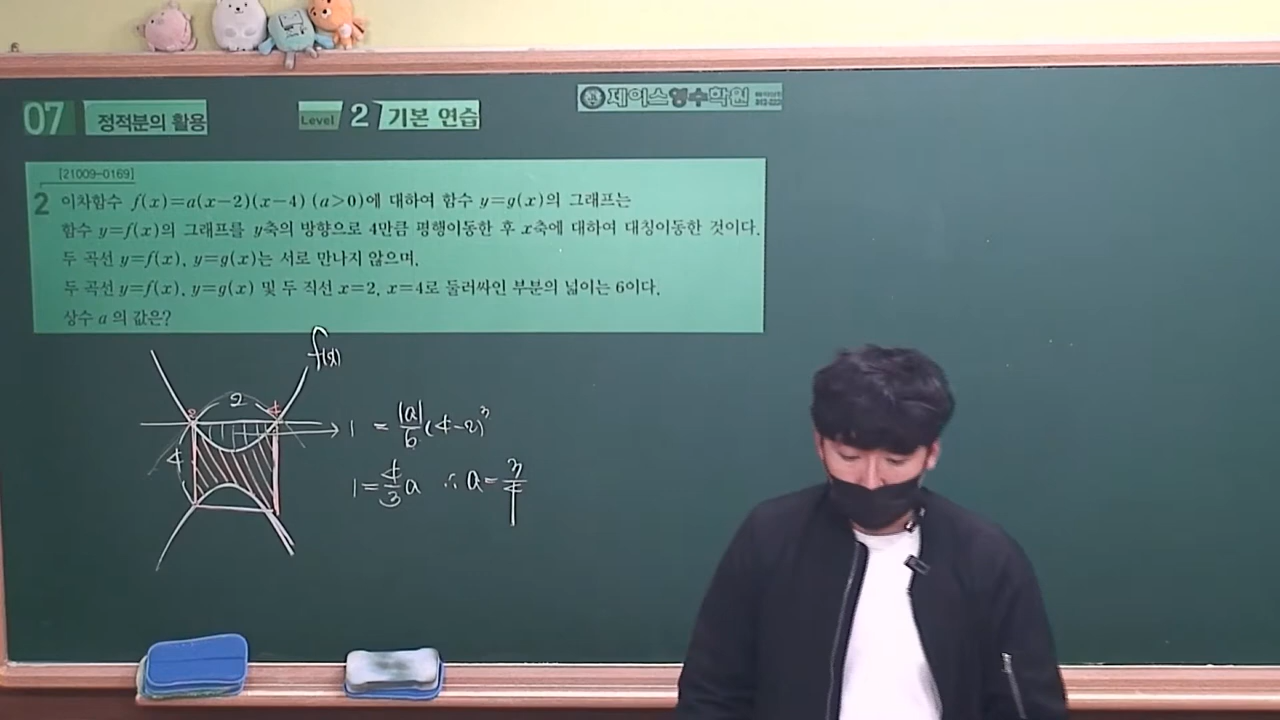 07 정적분의 활용
Level 2 기본 연습
제이스영수학원
[21009-0169]
2 이차함수 f(x)=a(x-2)(x-4) (a>0)에 대하여 함수 y=g(x)의 그래프는
함수 y=f(x)의 그래프를 y축의 방향으로 4만큼 평행이동한 후 x축에 대하여 대칭이동한 것이다.
두 곡선 y=f(x), y=g(x)는 서로 만나지 않으며,
두 곡선 y=f(x), y=g(x) 및 두 직선 x=2, x=4로 둘러싸인 부분의 넓이는 6이다.
상수 a의 값은?
f(x)
2 2 4
4
1 = |a|/6 (4-2)³
1 = 4/3 a ∴ a = 3/4